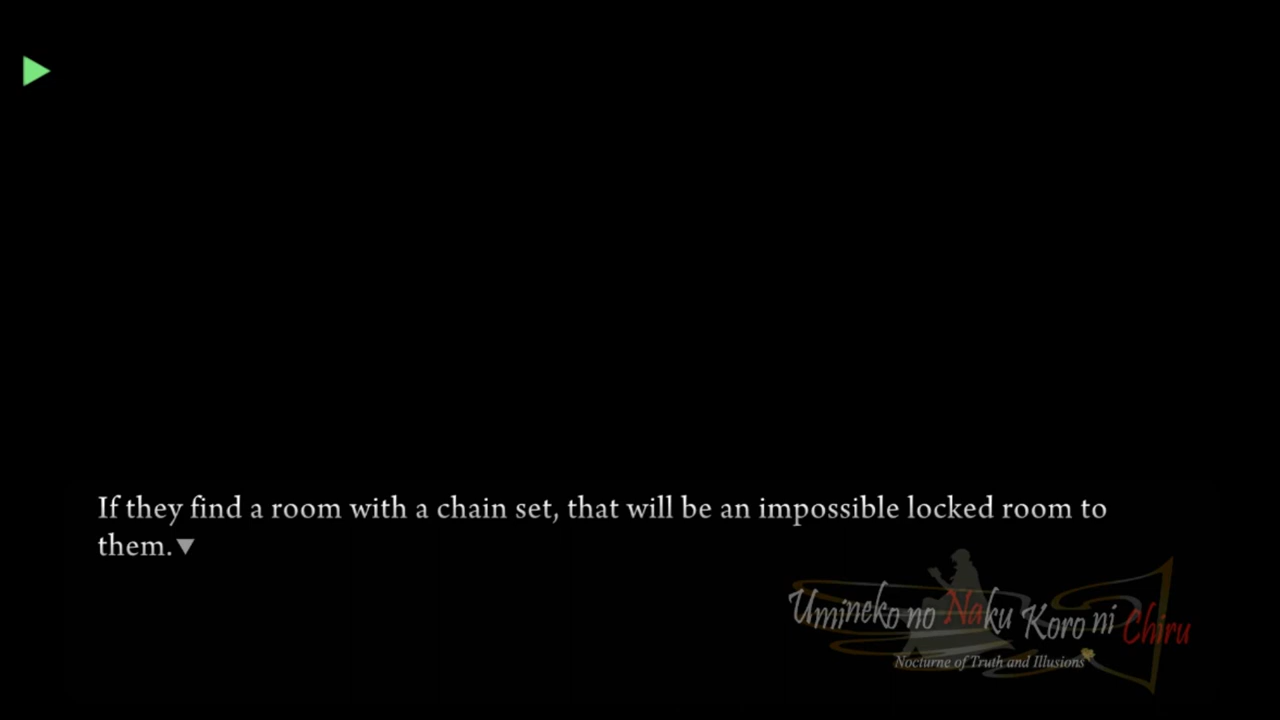 If they find a room with a chain set, that will be an impossible locked room to
them.
Umineko no Naku Koro ni Chiru
Nocturne of Truth and Illusions